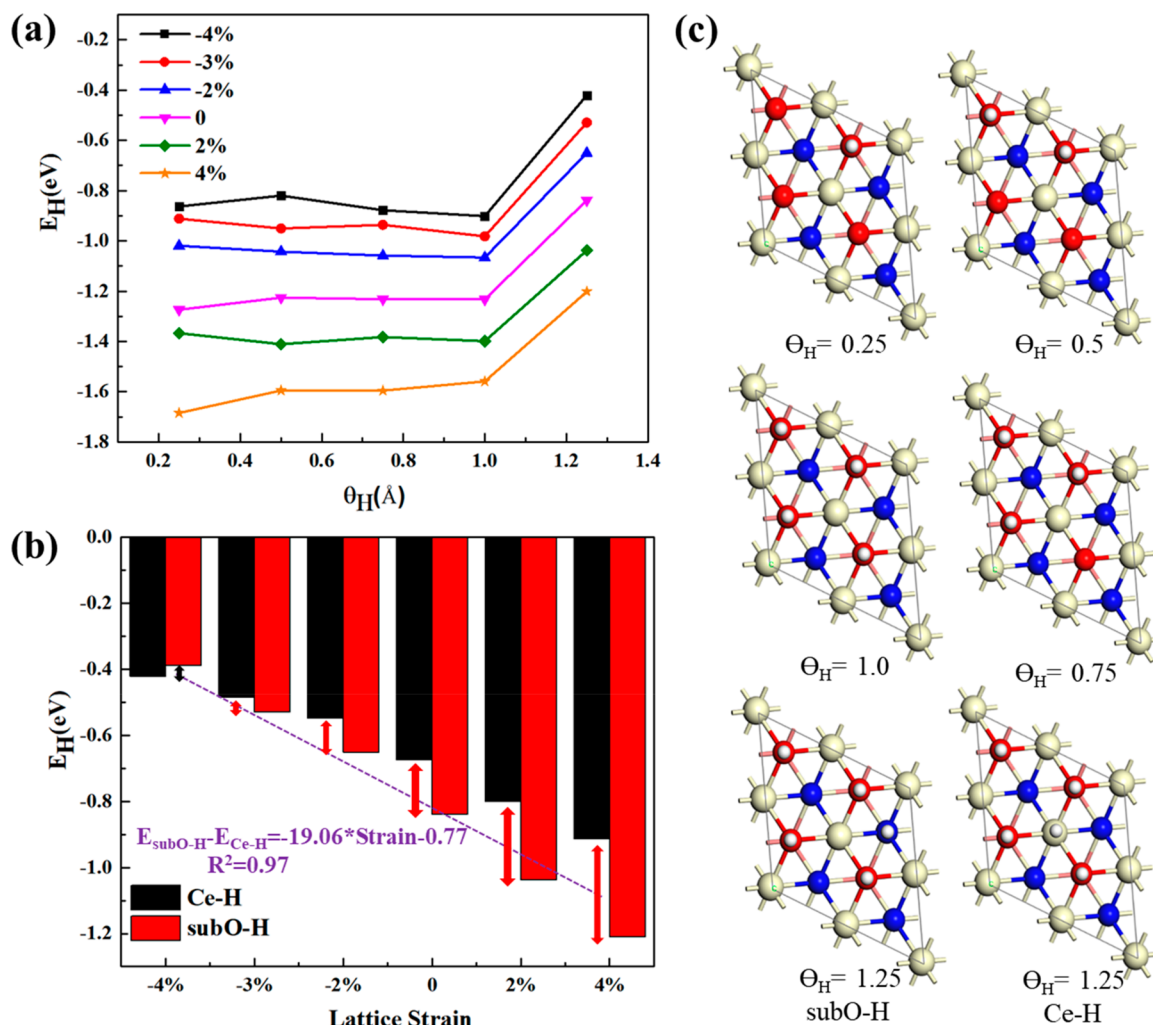 (a)
-0.2
-0.4
-0.6
-0.8
-1.0
-1.2
-1.4
-1.6
-1.8
E_H(eV)
-4%
-3%
-2%
0
2%
4%
0.2 0.4 0.6 0.8 1.0 1.2 1.4
θ_H(Å)
(b)
0.0
-0.2
-0.4
-0.6
-0.8
-1.0
-1.2
E_H(eV)
E_subO-H-E_Ce-H=-19.06*Strain-0.77
R²=0.97
Ce-H
subO-H
-4% -3% -2% 0 2% 4%
Lattice Strain
(c)
Θ_H= 0.25 Θ_H= 0.5
Θ_H= 1.0 Θ_H= 0.75
Θ_H= 1.25 Θ_H= 1.25
subO-H Ce-H